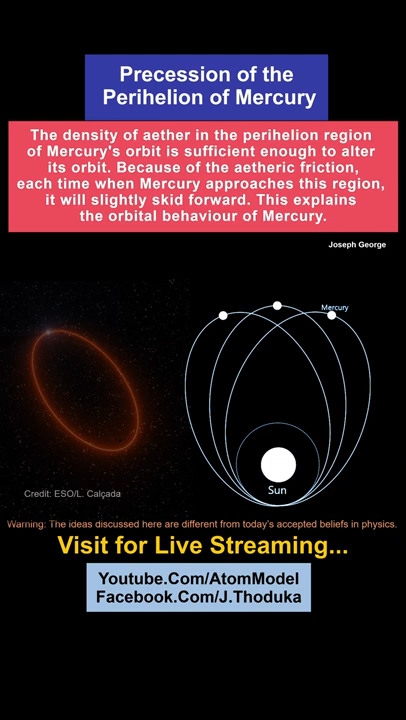 Precession of the
Perihelion of Mercury
The density of aether in the perihelion region
of Mercury's orbit is sufficient enough to alter
its orbit. Because of the aetheric friction,
each time when Mercury approaches this region,
it will slightly skid forward. This explains
the orbital behaviour of Mercury.
Joseph George
Mercury
Sun
Credit: ESO/L. Calçada
Warning: The ideas discussed here are different from today's accepted beliefs in physics.
Visit for Live Streaming...
Youtube.Com/AtomModel
Facebook.Com/J.Thoduka